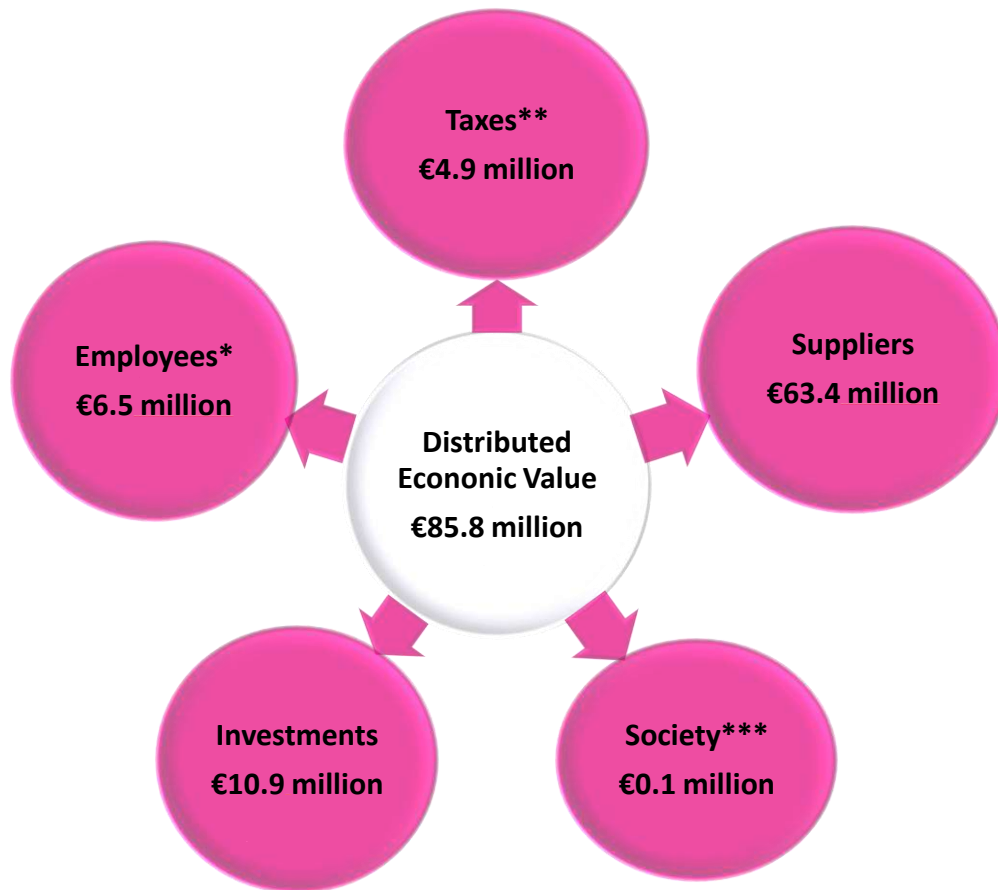 Taxes**
€4.9 million
Employees*
€6.5 million
Suppliers
€63.4 million
Distributed
Econonic Value
€85.8 million
Investments
€10.9 million
Society***
€0.1 million